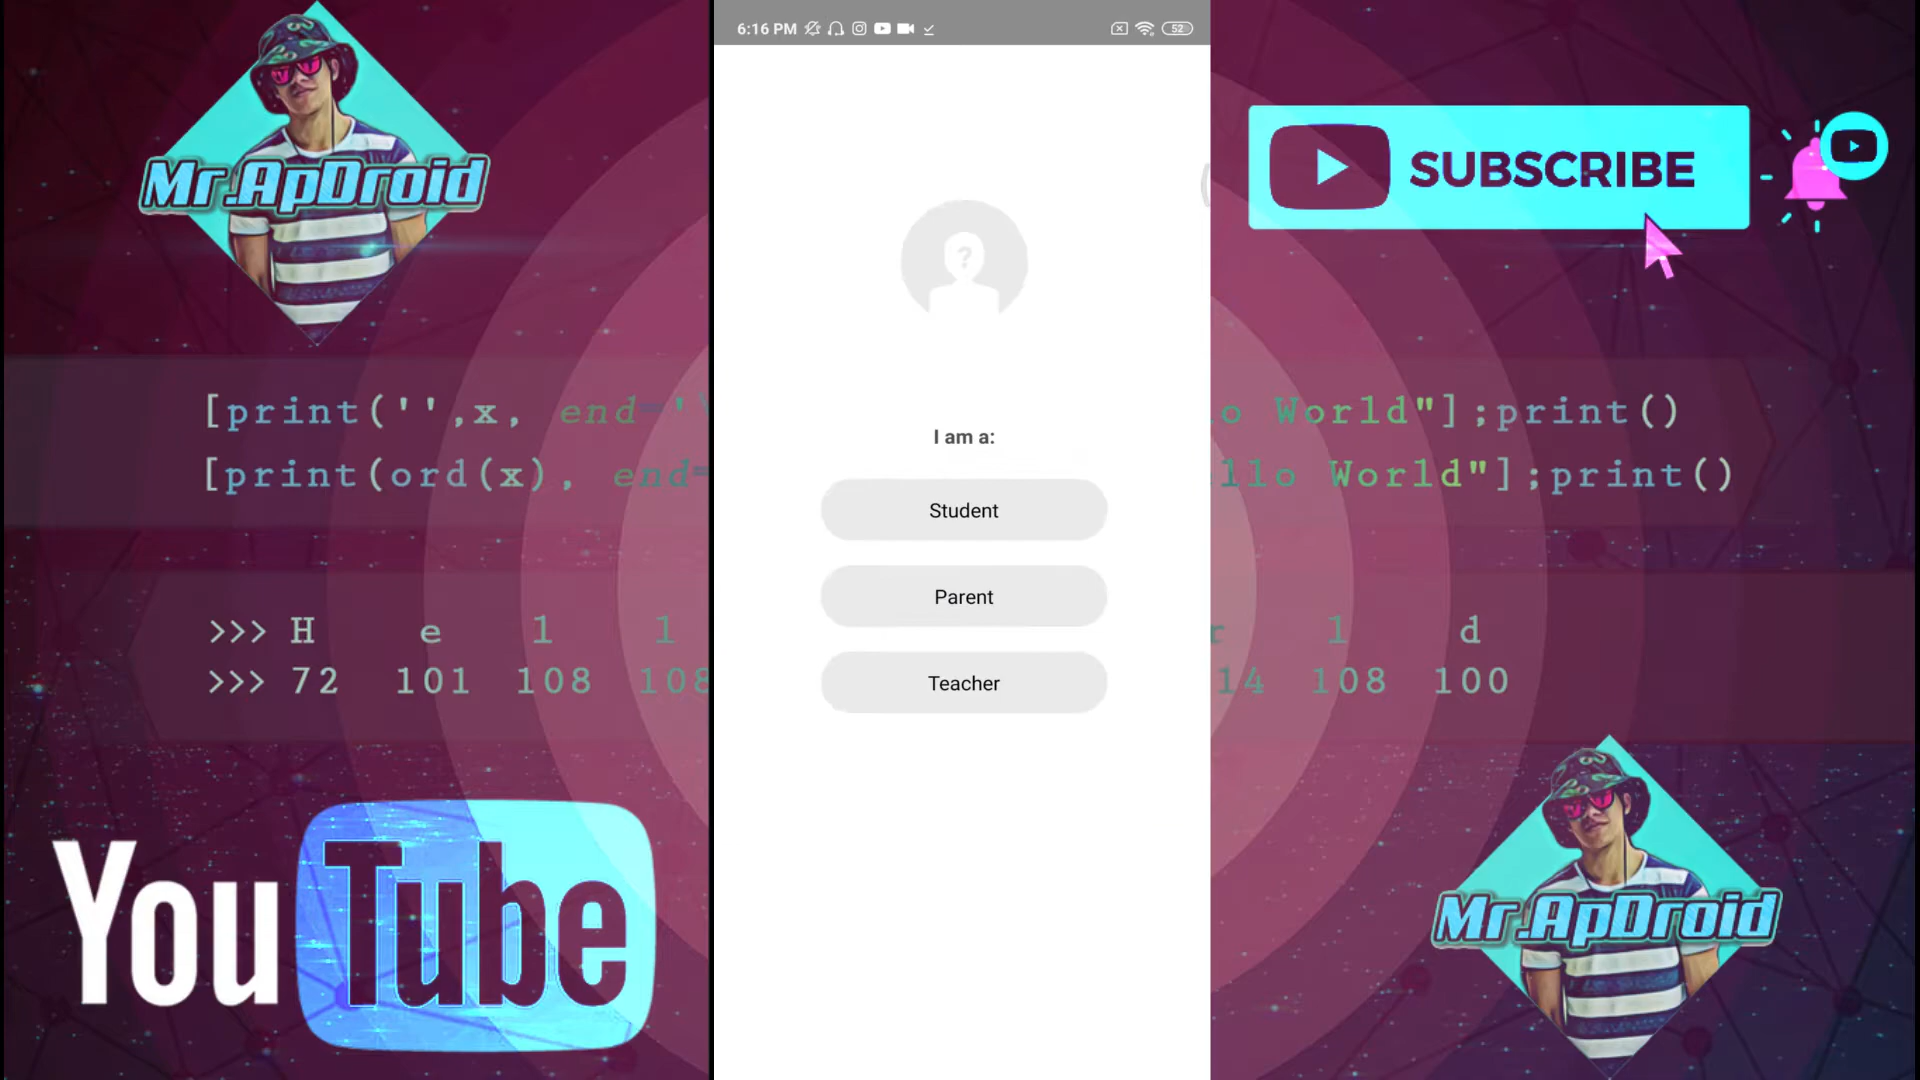 6:16 PM
52
Mr.ApDroid
SUBSCRIBE
?
[print('',x, end='\
o World"];print()
[print(ord(x), end=
llo World"];print()
I am a:
Student
Parent
Teacher
>>> H e l l
r l d
>>> 72 101 108 108
14 108 100
YouTube
Mr.ApDroid